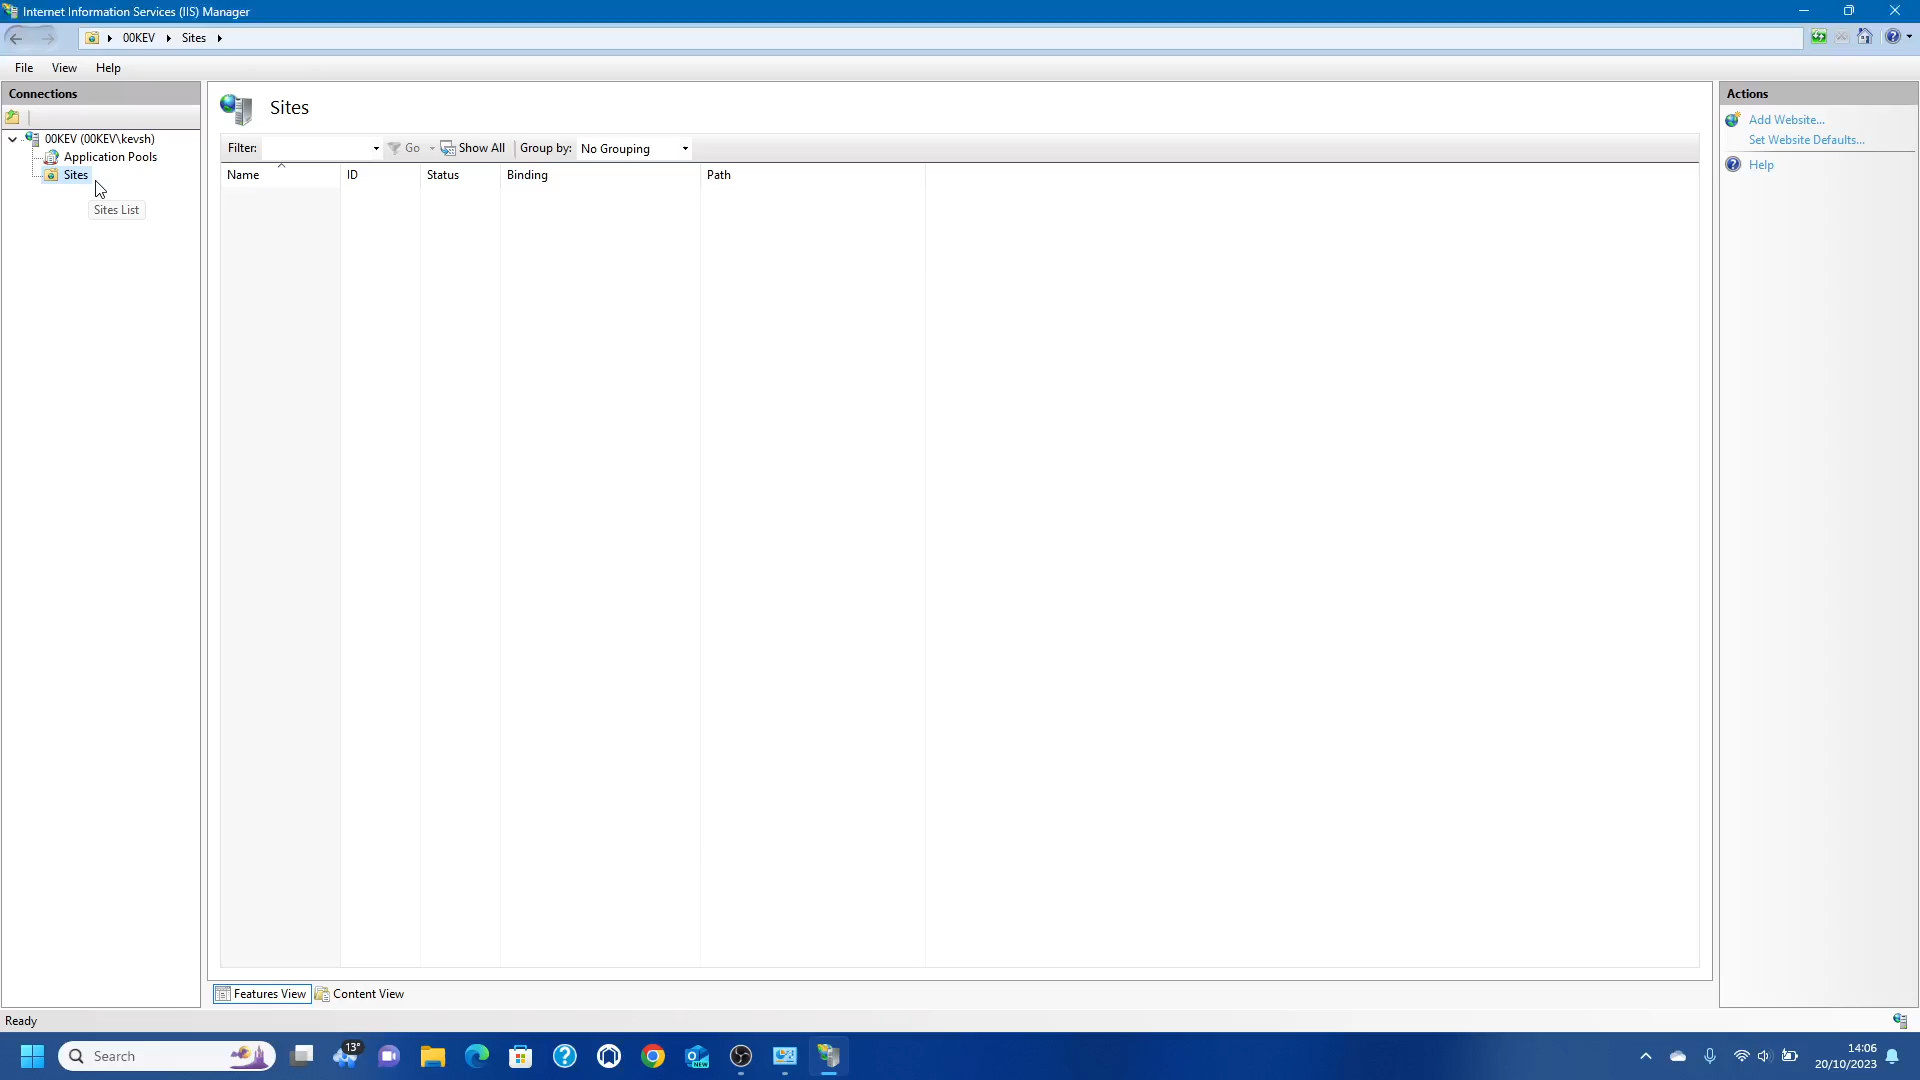 Internet Information Services (IIS) Manager
00KEV
Sites
File
View
Help
Connections
00KEV (00KEV\kevsh)
Application Pools
Sites
Sites List
Sites
Filter:
Go
Show All
Group by:
No Grouping
Name
ID
Status
Binding
Path
Features View
Content View
Actions
Add Website...
Set Website Defaults...
Help
Ready
Search
13°
NEW
14:06
20/10/2023